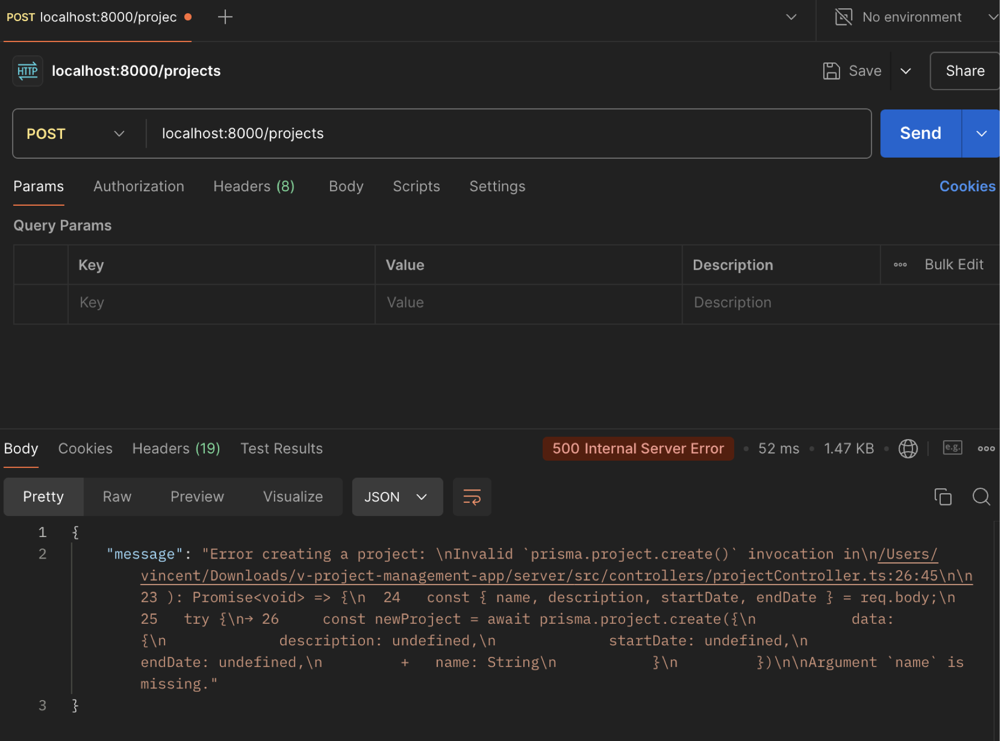 POST localhost:8000/projec
No environment
HTTP localhost:8000/projects
Save
Share
POST localhost:8000/projects
Send
Params Authorization Headers (8) Body Scripts Settings Cookies
Query Params
Key Value Description Bulk Edit
Key Value Description
Body Cookies Headers (19) Test Results 500 Internal Server Error 52 ms 1.47 KB e.g.
Pretty Raw Preview Visualize JSON
1 {
2 "message": "Error creating a project: \nInvalid `prisma.project.create()` invocation in\n/Users/
vincent/Downloads/v-project-management-app/server/src/controllers/projectController.ts:26:45\n\n
23 ): Promise<void> => {\n  24   const { name, description, startDate, endDate } = req.body;\n
25   try {\n→ 26     const newProject = await prisma.project.create({\n           data:
{\n             description: undefined,\n             startDate: undefined,\n
endDate: undefined,\n         +   name: String\n           }\n         })\n\nArgument `name` is
missing."
3 }